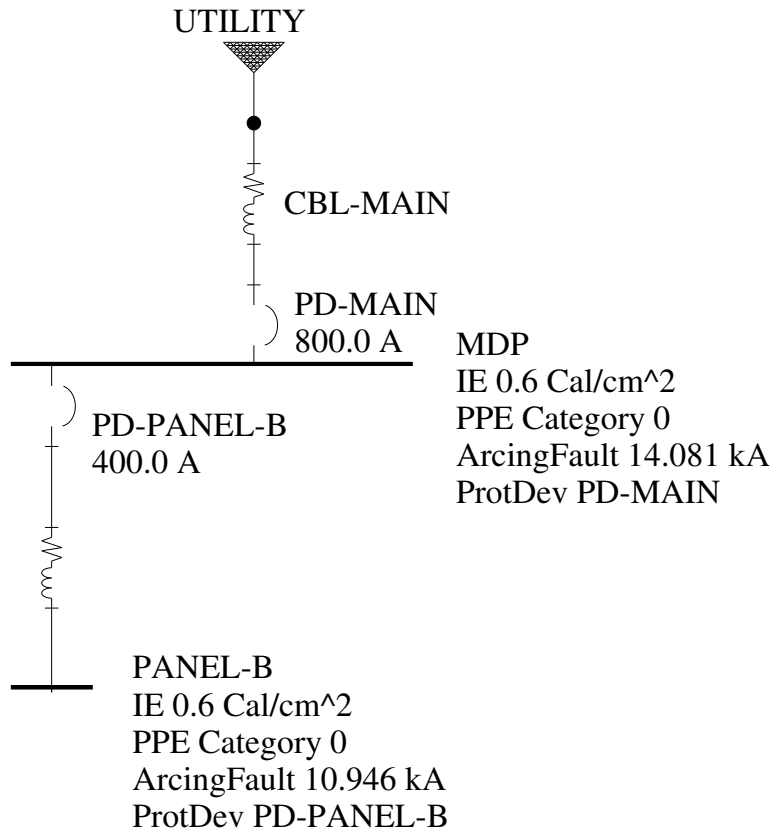 UTILITY
CBL-MAIN
PD-MAIN
800.0 A
MDP
IE 0.6 Cal/cm^2
PPE Category 0
ArcingFault 14.081 kA
ProtDev PD-MAIN
PD-PANEL-B
400.0 A
PANEL-B
IE 0.6 Cal/cm^2
PPE Category 0
ArcingFault 10.946 kA
ProtDev PD-PANEL-B